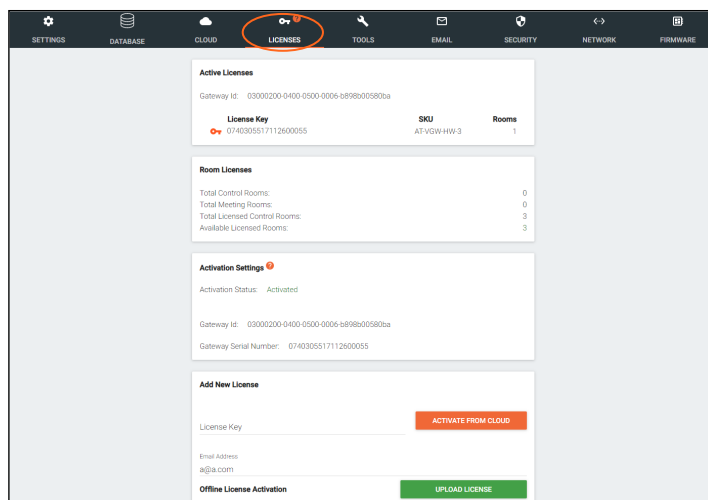 SETTINGS DATABASE CLOUD LICENSES TOOLS EMAIL SECURITY NETWORK FIRMWARE
Active Licenses
Gateway Id: 03000200-0400-0500-0006-b898b00580ba
License Key SKU Rooms
0740305517112600055 AT-VGW-HW-3 1
Room Licenses
Total Control Rooms: 0
Total Meeting Rooms: 0
Total Licensed Control Rooms: 3
Available Licensed Rooms: 3
Activation Settings ?
Activation Status: Activated
Gateway Id: 03000200-0400-0500-0006-b898b00580ba
Gateway Serial Number: 0740305517112600055
Add New License
License Key ACTIVATE FROM CLOUD
Email Address
a@a.com
Offline License Activation UPLOAD LICENSE